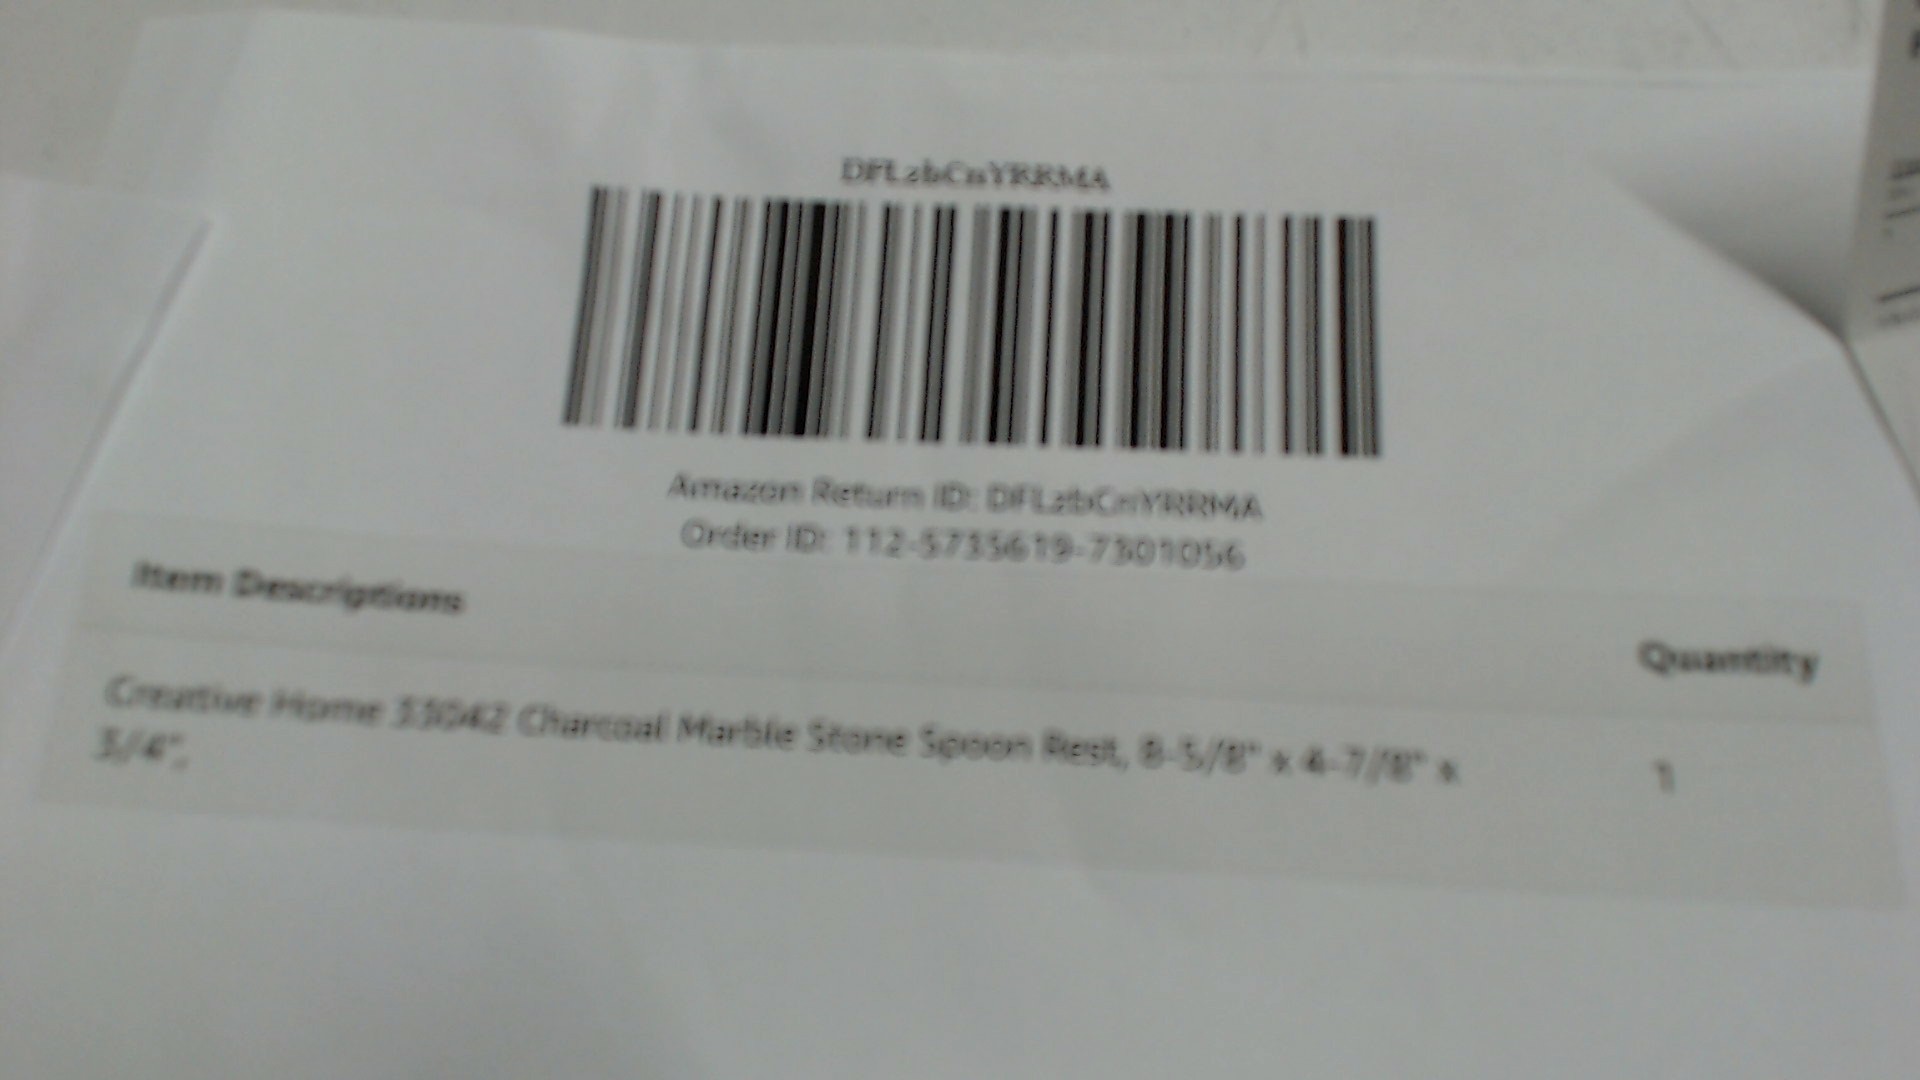 DFLzbCnYRRMA
Amazon Return ID: DFLzbCnYRRMA
Order ID: 112-5735619-7301056
Item Descriptions
Quantity
Creative Home 33042 Charcoal Marble Stone Spoon Rest, 8-5/8" x 4-7/8" x
1
3/4",